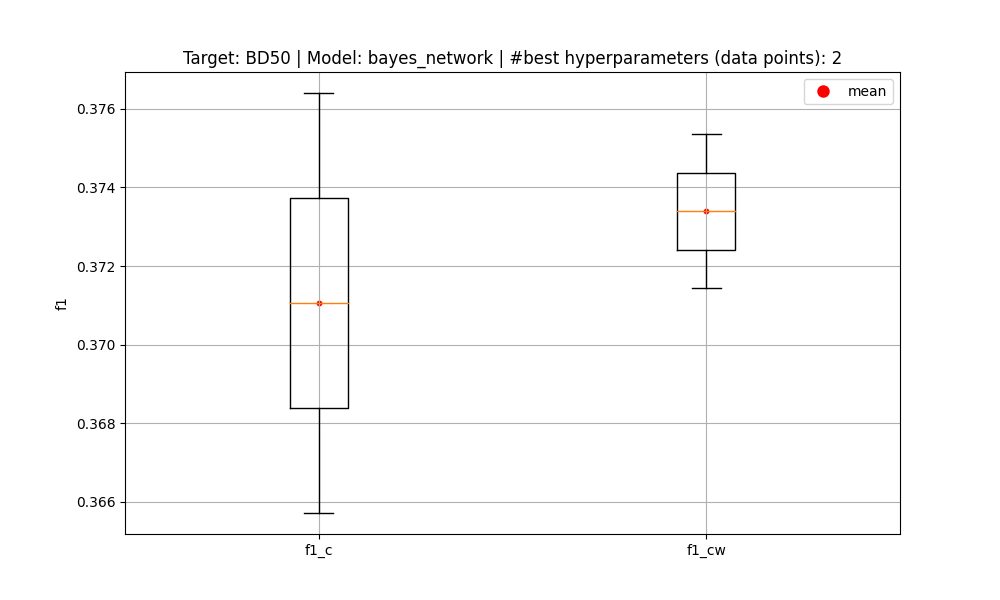 Target: BD50 | Model: bayes_network | #best hyperparameters (data points): 2
mean
0.376
0.374
0.372
0.370
0.368
0.366
f1
f1_c
f1_cw